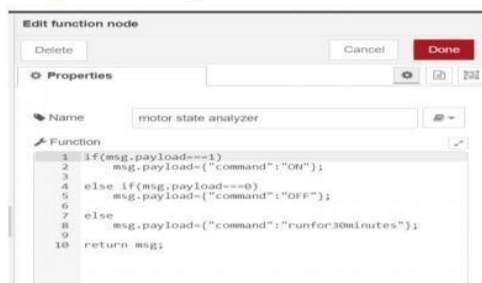 Edit function node
Delete Cancel Done
Properties
Name motor state analyzer
Function
1 if(msg.payload===1)
2 msg.payload={"command":"ON"};
3
4 else if(msg.payload===0)
5 msg.payload={"command":"OFF"};
6
7 else
8 msg.payload={"command":"runfor30minutes"};
9
10 return msg;